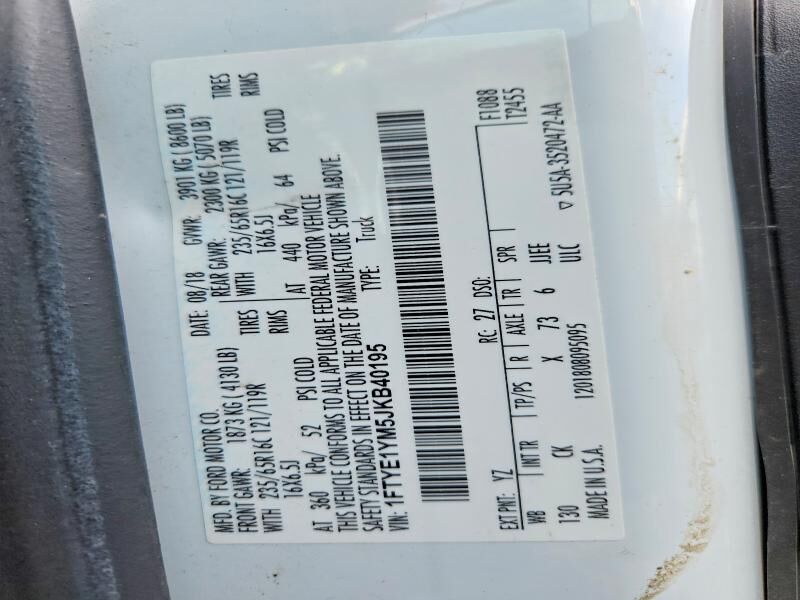 MFD. BY FORD MOTOR CO.
DATE: 08/18 GVWR: 3901 KG ( 8600 LB)
FRONT GAWR: 1873 KG ( 4130 LB) REAR GAWR: 2300 KG ( 5070 LB)
WITH 235/65R16C 121/119R TIRES WITH 235/65R16C 121/119R TIRES
16X6.5J RIMS 16X6.5J RIMS
AT 360 kPa/ 52 PSI COLD AT 440 kPa/ 64 PSI COLD
THIS VEHICLE CONFORMS TO ALL APPLICABLE FEDERAL MOTOR VEHICLE
SAFETY STANDARDS IN EFFECT ON THE DATE OF MANUFACTURE SHOWN ABOVE.
VIN: 1FTYE1YM5JKB40195 TYPE: Truck
F1088
T2455
EXT PNT: YZ RC: 27 DSO:
WB INT TR TP/PS R AXLE TR SPR
130 CK X 73 6 JJEE
ULC
MADE IN U.S.A. 1201808095095
▽ 5U5A-3520472-AA